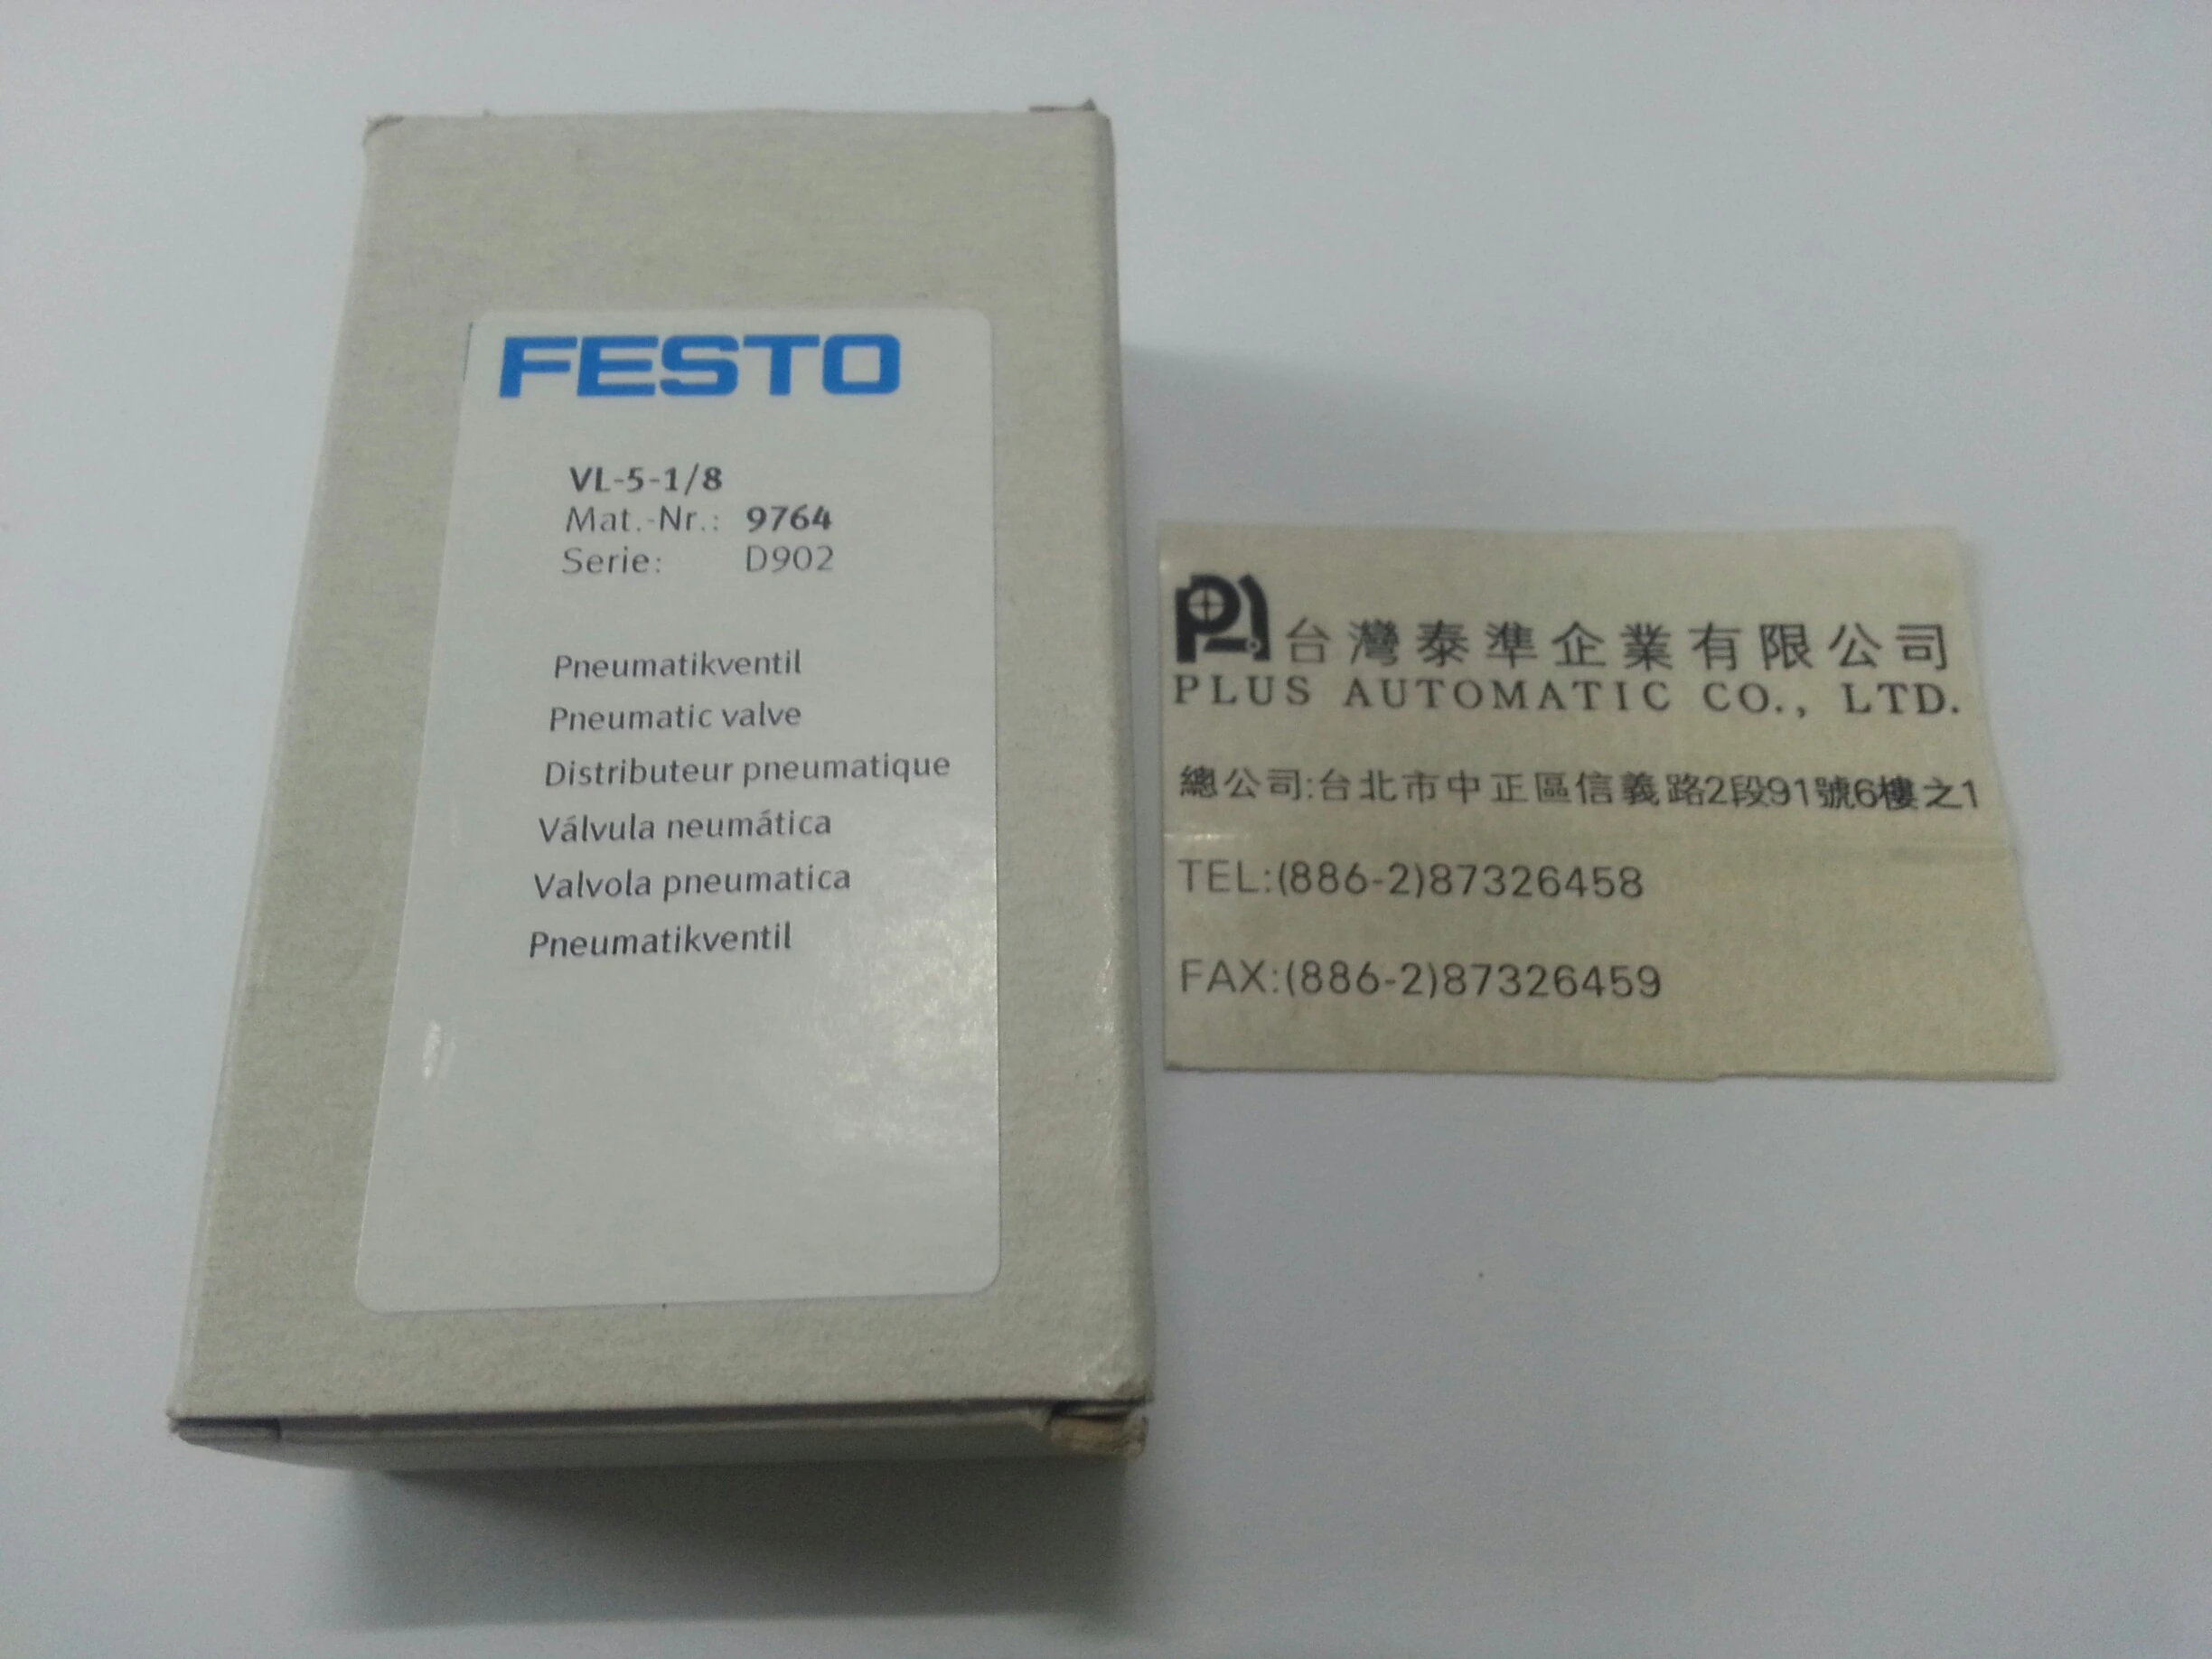 FESTO
VL-5-1/8
Mat.-Nr.: 9764
Serie: D902
Pneumatikventil
Pneumatic valve
Distributeur pneumatique
Válvula neumática
Valvola pneumatica
Pneumatikventil
台灣泰準企業有限公司
PLUS AUTOMATIC CO., LTD.
總公司:台北市中正區信義路2段91號6樓之1
TEL:(886-2)87326458
FAX:(886-2)87326459